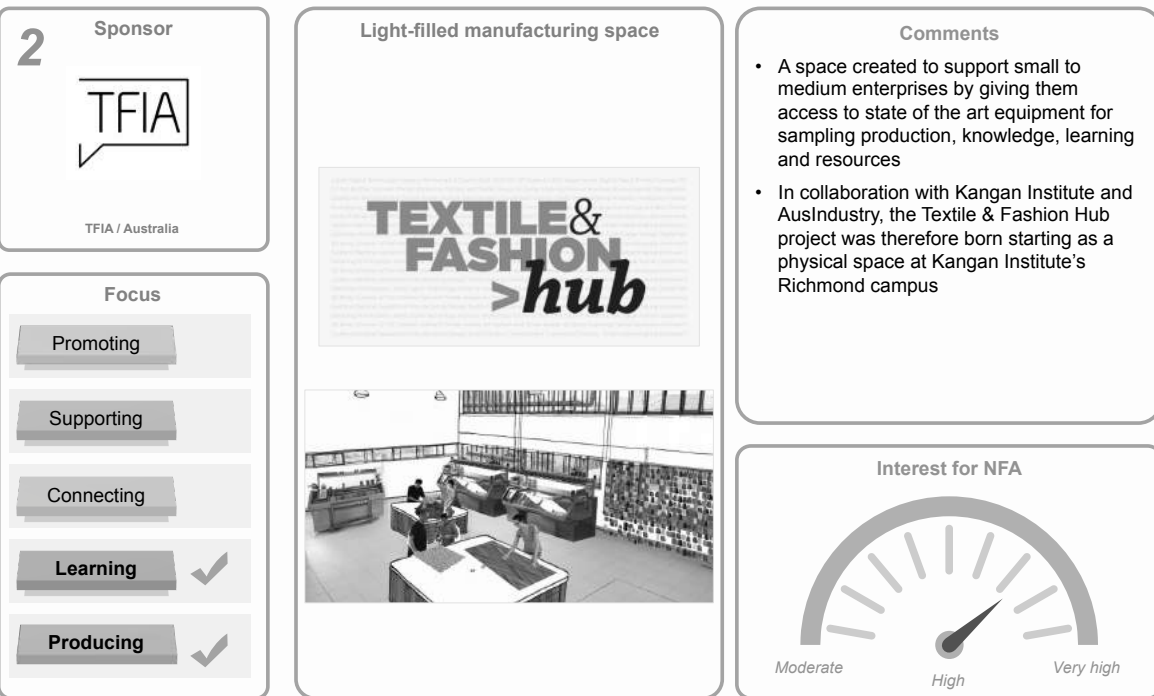 2
Sponsor
TFIA
TFIA / Australia
Focus
Promoting
Supporting
Connecting
Learning
Producing
Light-filled manufacturing space
TEXTILE&
FASHION
>hub
Comments
• A space created to support small to
medium enterprises by giving them
access to state of the art equipment for
sampling production, knowledge, learning
and resources
• In collaboration with Kangan Institute and
AusIndustry, the Textile & Fashion Hub
project was therefore born starting as a
physical space at Kangan Institute's
Richmond campus
Interest for NFA
Moderate
High
Very high